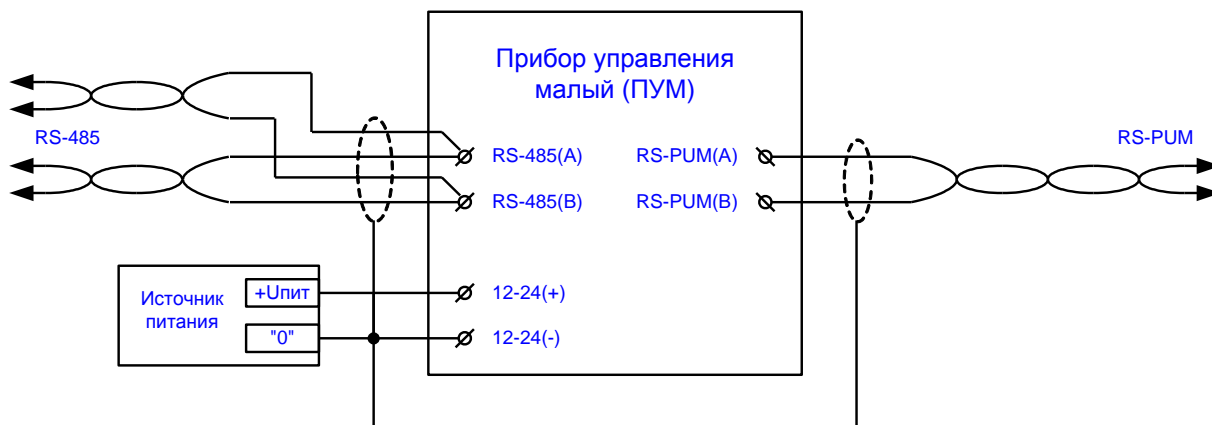 Прибор управления
малый (ПУМ)
RS-485
RS-485(A)
RS-PUM(A)
RS-PUM
RS-485(B)
RS-PUM(B)
Источник
питания
+Uпит
"0"
12-24(+)
12-24(-)